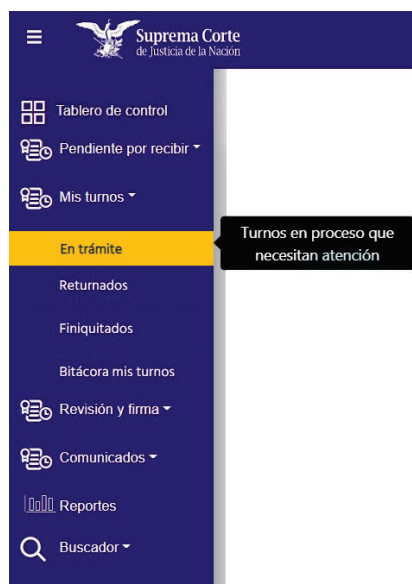 Suprema Corte
de Justicia de la Nación
Tablero de control
Pendiente por recibir
Mis turnos
En trámite
Turnos en proceso que
necesitan atención
Returnados
Finiquitados
Bitácora mis turnos
Revisión y firma
Comunicados
Reportes
Buscador